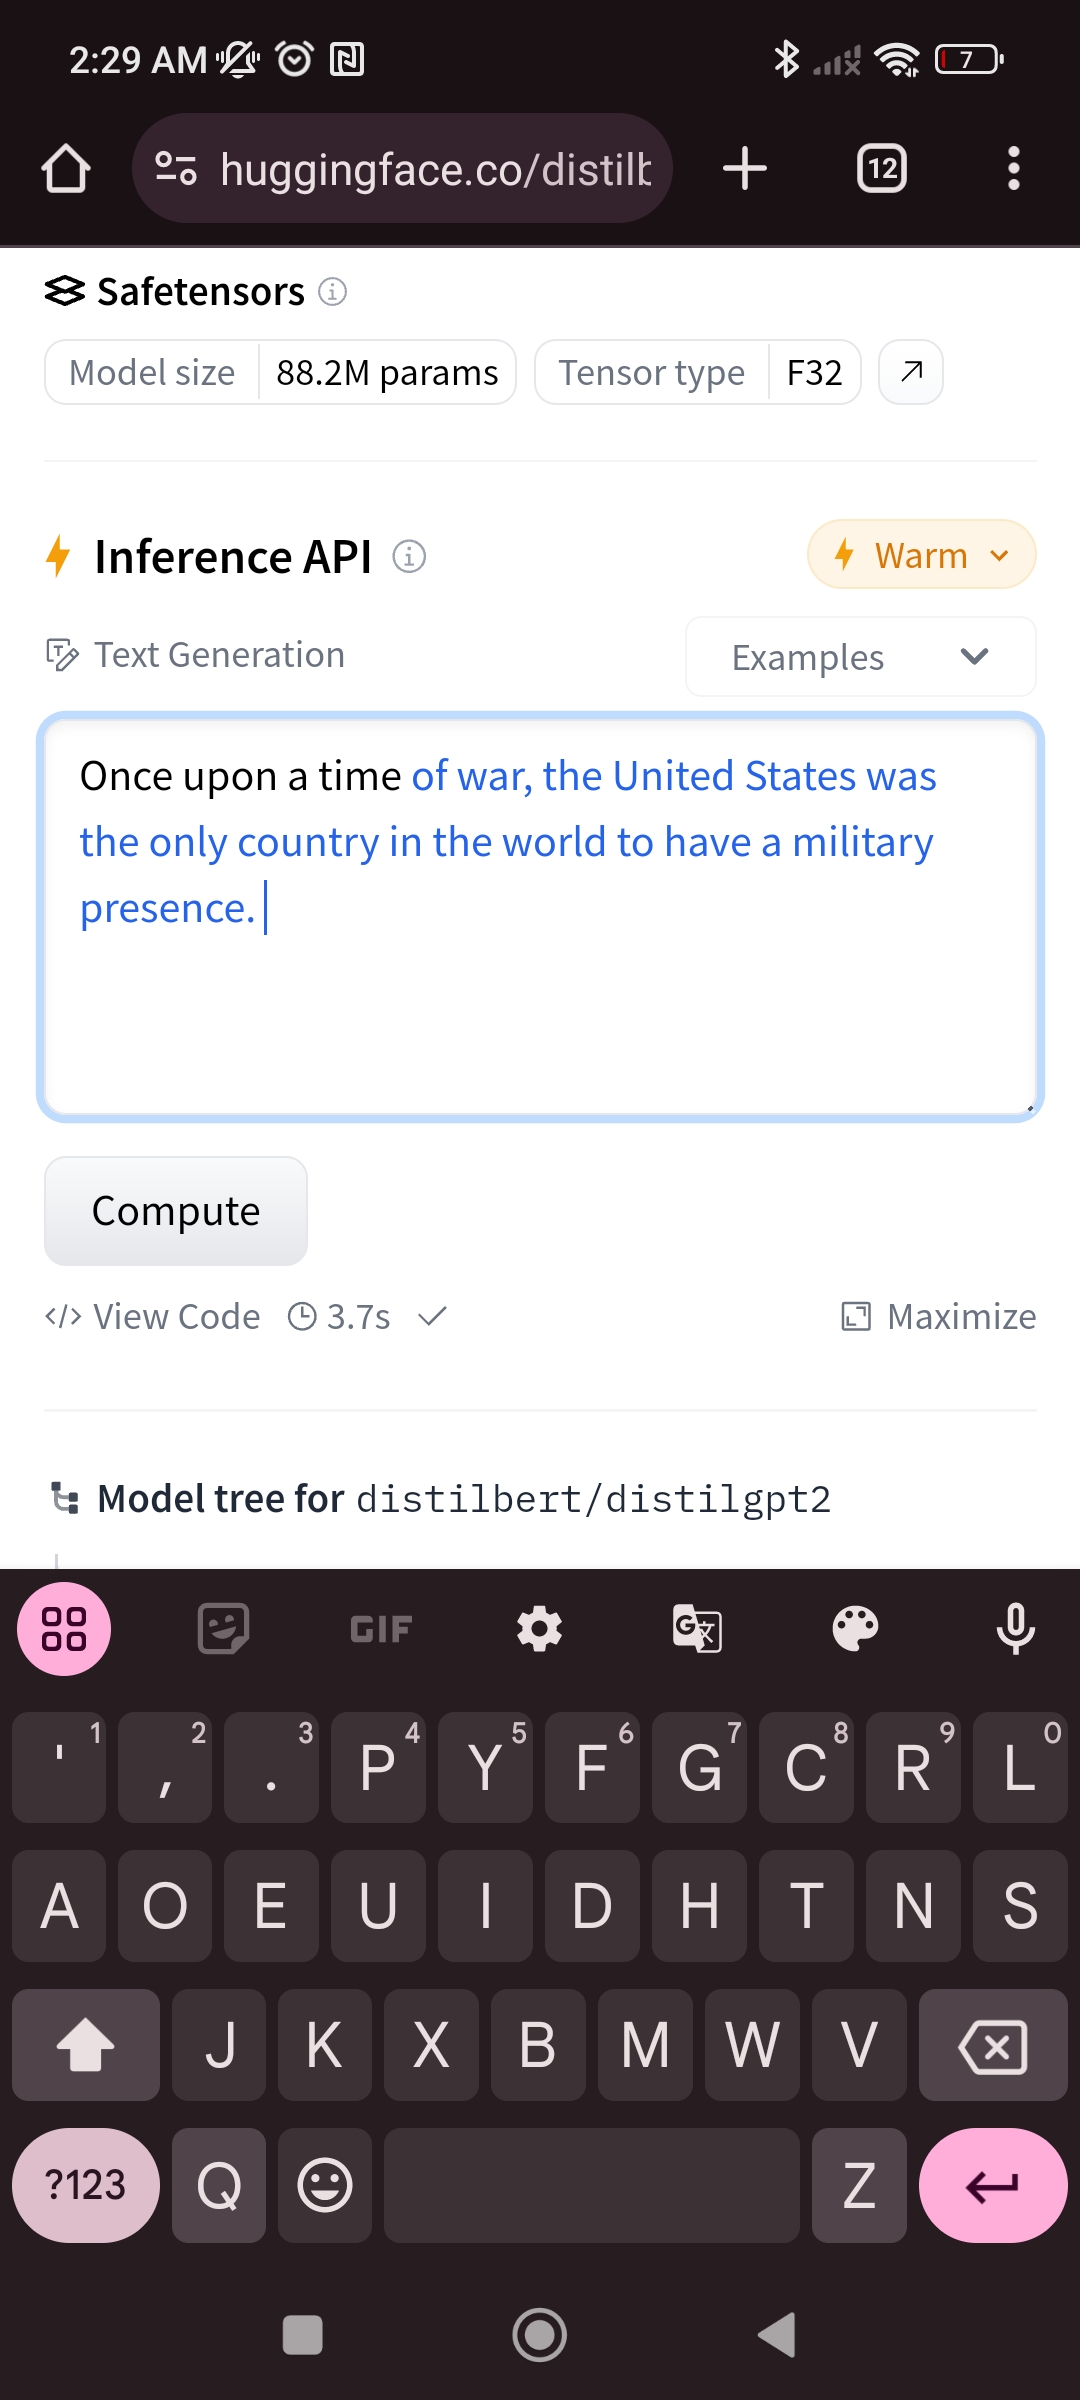 2:29 AM 7
huggingface.co/distilb
12
Safetensors
Model size 88.2M params Tensor type F32
Inference API Warm
Text Generation Examples
Once upon a time of war, the United States was
the only country in the world to have a military
presence.
Compute
</> View Code 3.7s Maximize
Model tree for distilbert/distilgpt2
GIF G文
' 1 , 2 . 3 P 4 Y 5 F 6 G 7 C 8 R 9 L 0
A O E U I D H T N S
J K X B M W V
?123 Q Z